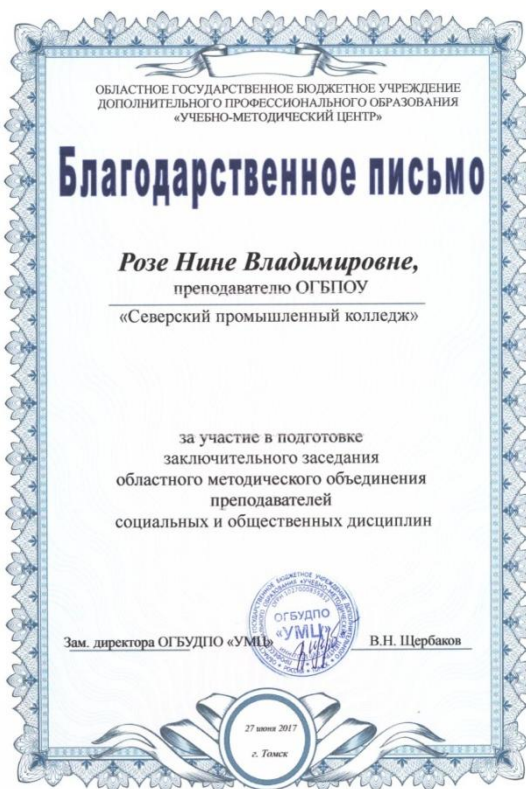 ОБЛАСТНОЕ ГОСУДАРСТВЕННОЕ БЮДЖЕТНОЕ УЧРЕЖДЕНИЕ
ДОПОЛНИТЕЛЬНОГО ПРОФЕССИОНАЛЬНОГО ОБРАЗОВАНИЯ
«УЧЕБНО-МЕТОДИЧЕСКИЙ ЦЕНТР»
Благодарственное письмо
Розе Нине Владимировне,
преподавателю ОГБПОУ
«Северский промышленный колледж»
за участие в подготовке
заключительного заседания
областного методического объединения
преподавателей
социальных и общественных дисциплин
ОГБУДПО
«УМЦ»
Зам. директора ОГБУДПО «УМЦ» В.Н. Щербаков
27 июня 2017
г. Томск